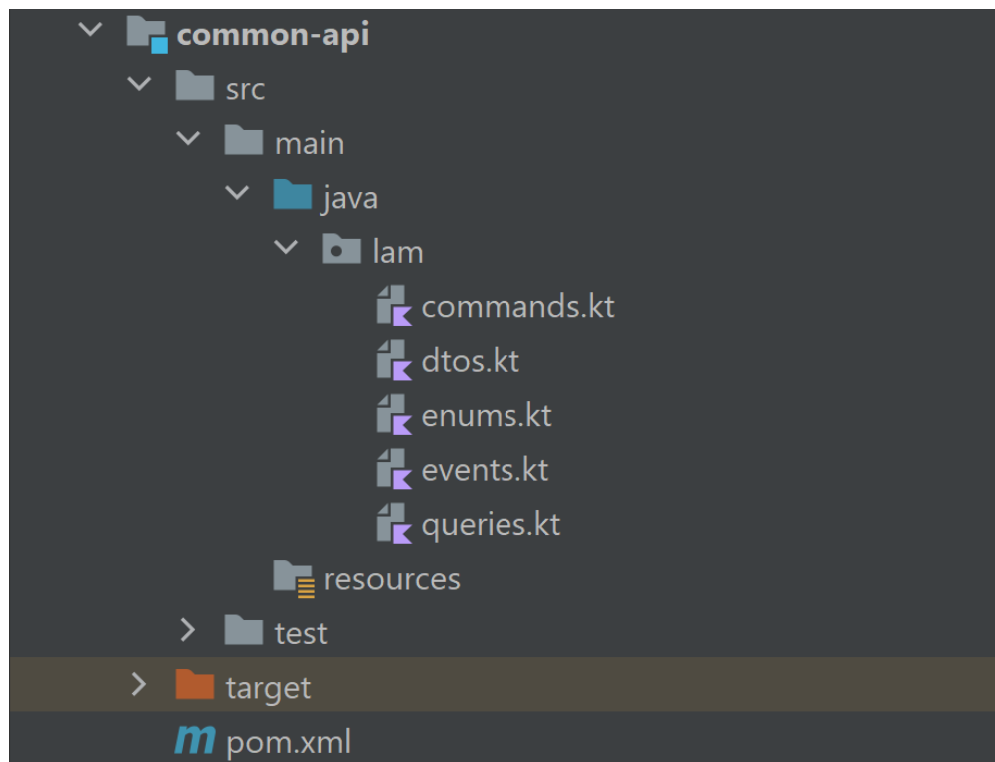 common-api
src
main
java
lam
commands.kt
dtos.kt
enums.kt
events.kt
queries.kt
resources
test
target
m pom.xml